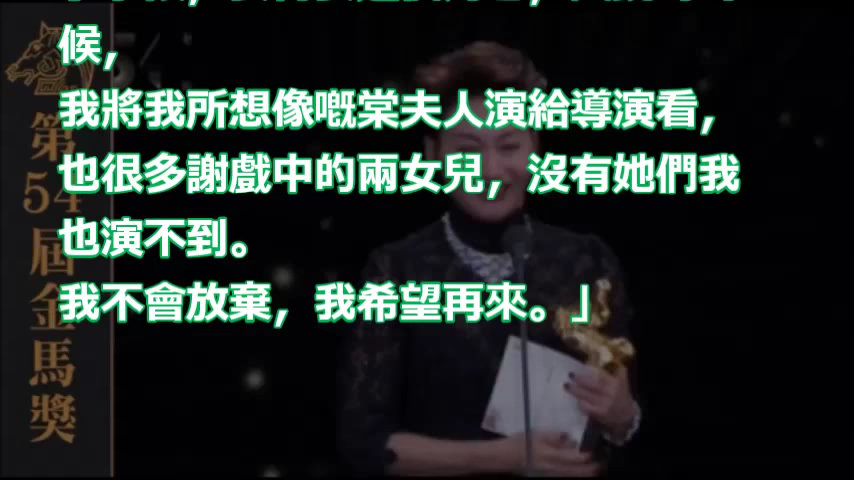 候，
我將我所想像嘅棠夫人演給導演看，
也很多謝戲中的兩女兒，沒有她們我
也演不到。
我不會放棄，我希望再來。」
第54屆金馬獎